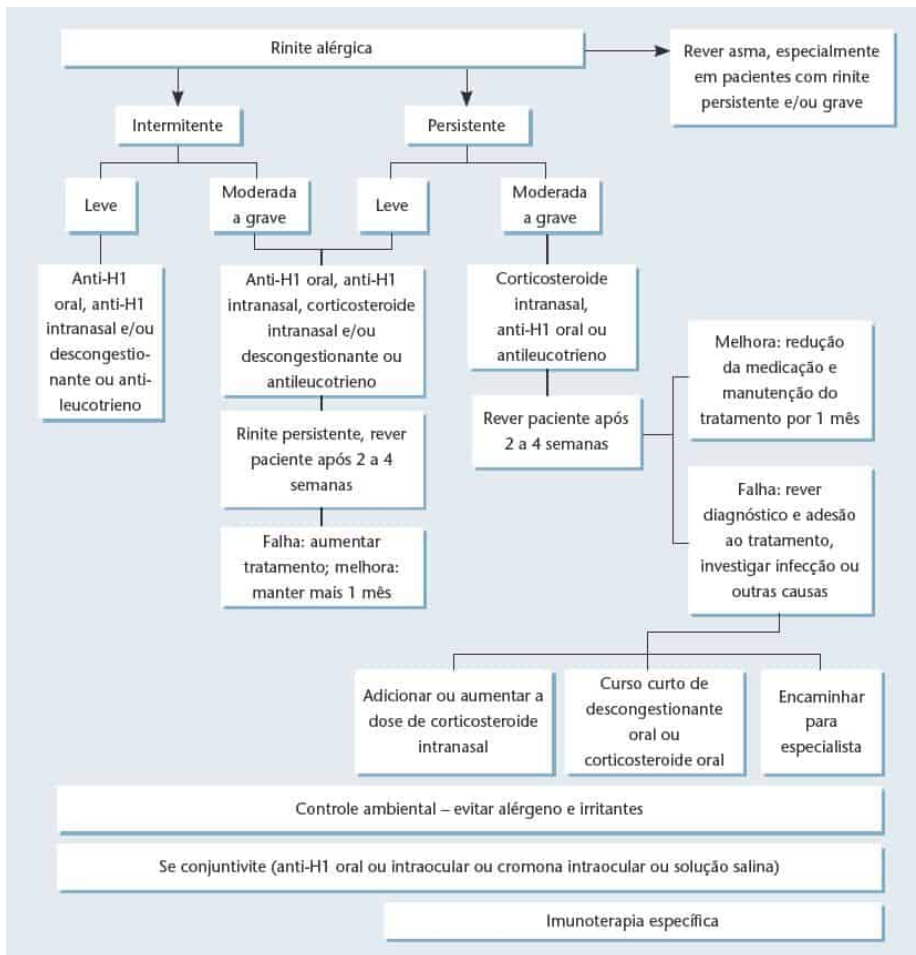 Rinite alérgica
Rever asma, especialmente
em pacientes com rinite
persistente e/ou grave
Intermitente
Persistente
Leve
Moderada
a grave
Leve
Moderada
a grave
Anti-H1
oral, anti-H1
intranasal e/ou
descongestio-
nante ou anti-
leucotrieno
Anti-H1 oral, anti-H1
intranasal, corticosteroide
intranasal e/ou
descongestionante ou
antileucotrieno
Corticosteroide
intranasal,
anti-H1 oral ou
antileucotrieno
Rinite persistente, rever
paciente após 2 a 4
semanas
Rever paciente após
2 a 4 semanas
Melhora: redução
da medicação e
manutenção do
tratamento por 1 mês
Falha: aumentar
tratamento; melhora:
manter mais 1 mês
Falha: rever
diagnóstico e adesão
ao tratamento,
investigar infecção ou
outras causas
Adicionar ou aumentar a
dose de corticosteroide
intranasal
Curso curto de
descongestionante
oral ou
corticosteroide oral
Encaminhar
para
especialista
Controle ambiental – evitar alérgeno e irritantes
Se conjuntivite (anti-H1 oral ou intraocular ou cromona intraocular ou solução salina)
Imunoterapia específica